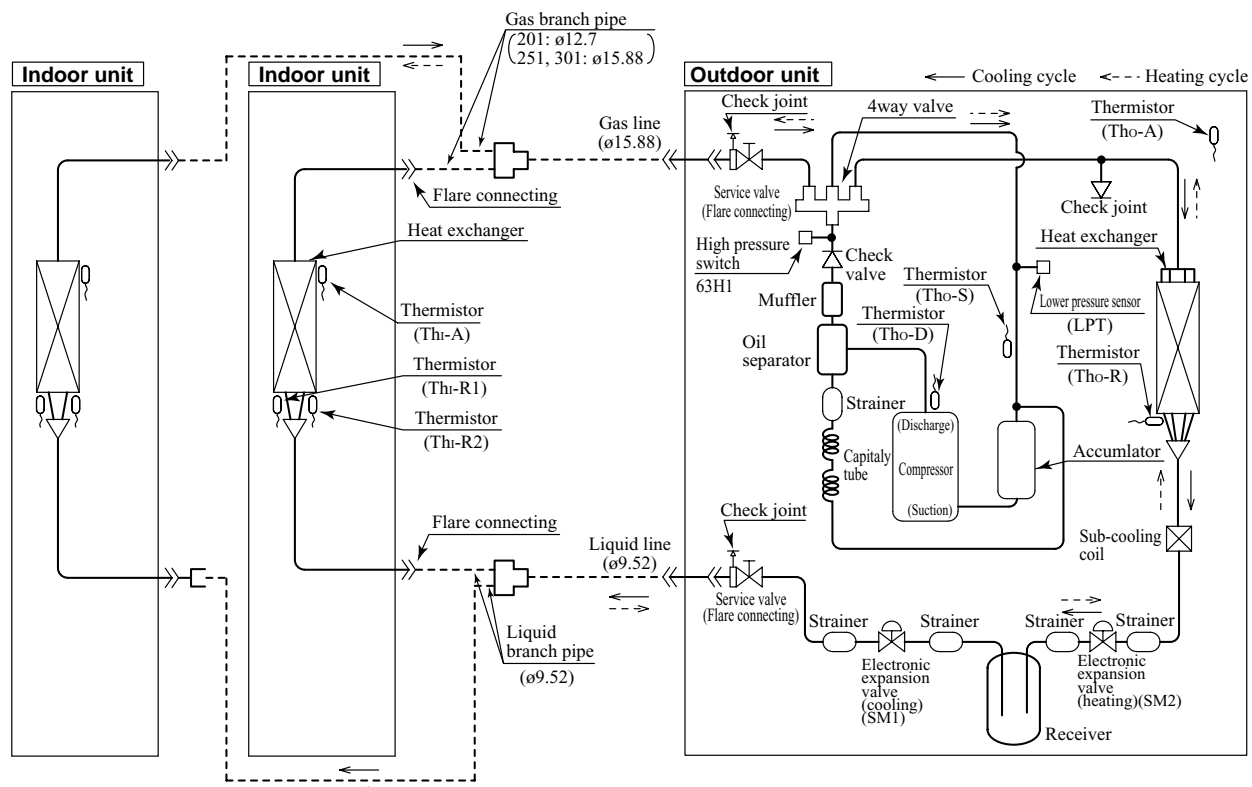 Gas branch pipe
(201: ø12.7
251, 301: ø15.88)
Indoor unit
Indoor unit
Outdoor unit
Cooling cycle
Heating cycle
Check joint
4way valve
Thermistor
(Tho-A)
Gas line
(ø15.88)
Flare connecting
Service valve
(Flare connecting)
Check joint
Heat exchanger
High pressure
switch
63H1
Check
valve
Heat exchanger
Thermistor
(Tho-S)
Muffler
Lower pressure sensor
(LPT)
Thermistor
(ThI-A)
Thermistor
(Tho-D)
Oil
separator
Thermistor
(Tho-R)
Thermistor
(ThI-R1)
Strainer
Thermistor
(ThI-R2)
(Discharge)
Capitaly
tube
Compressor
Accumlator
(Suction)
Check joint
Flare connecting
Sub-cooling
coil
Liquid line
(ø9.52)
Service valve
(Flare connecting)
Strainer
Strainer
Strainer
Strainer
Liquid
branch pipe
(ø9.52)
Electronic
expansion
valve
(cooling)
(SM1)
Electronic
expansion
valve
(heating)(SM2)
Receiver